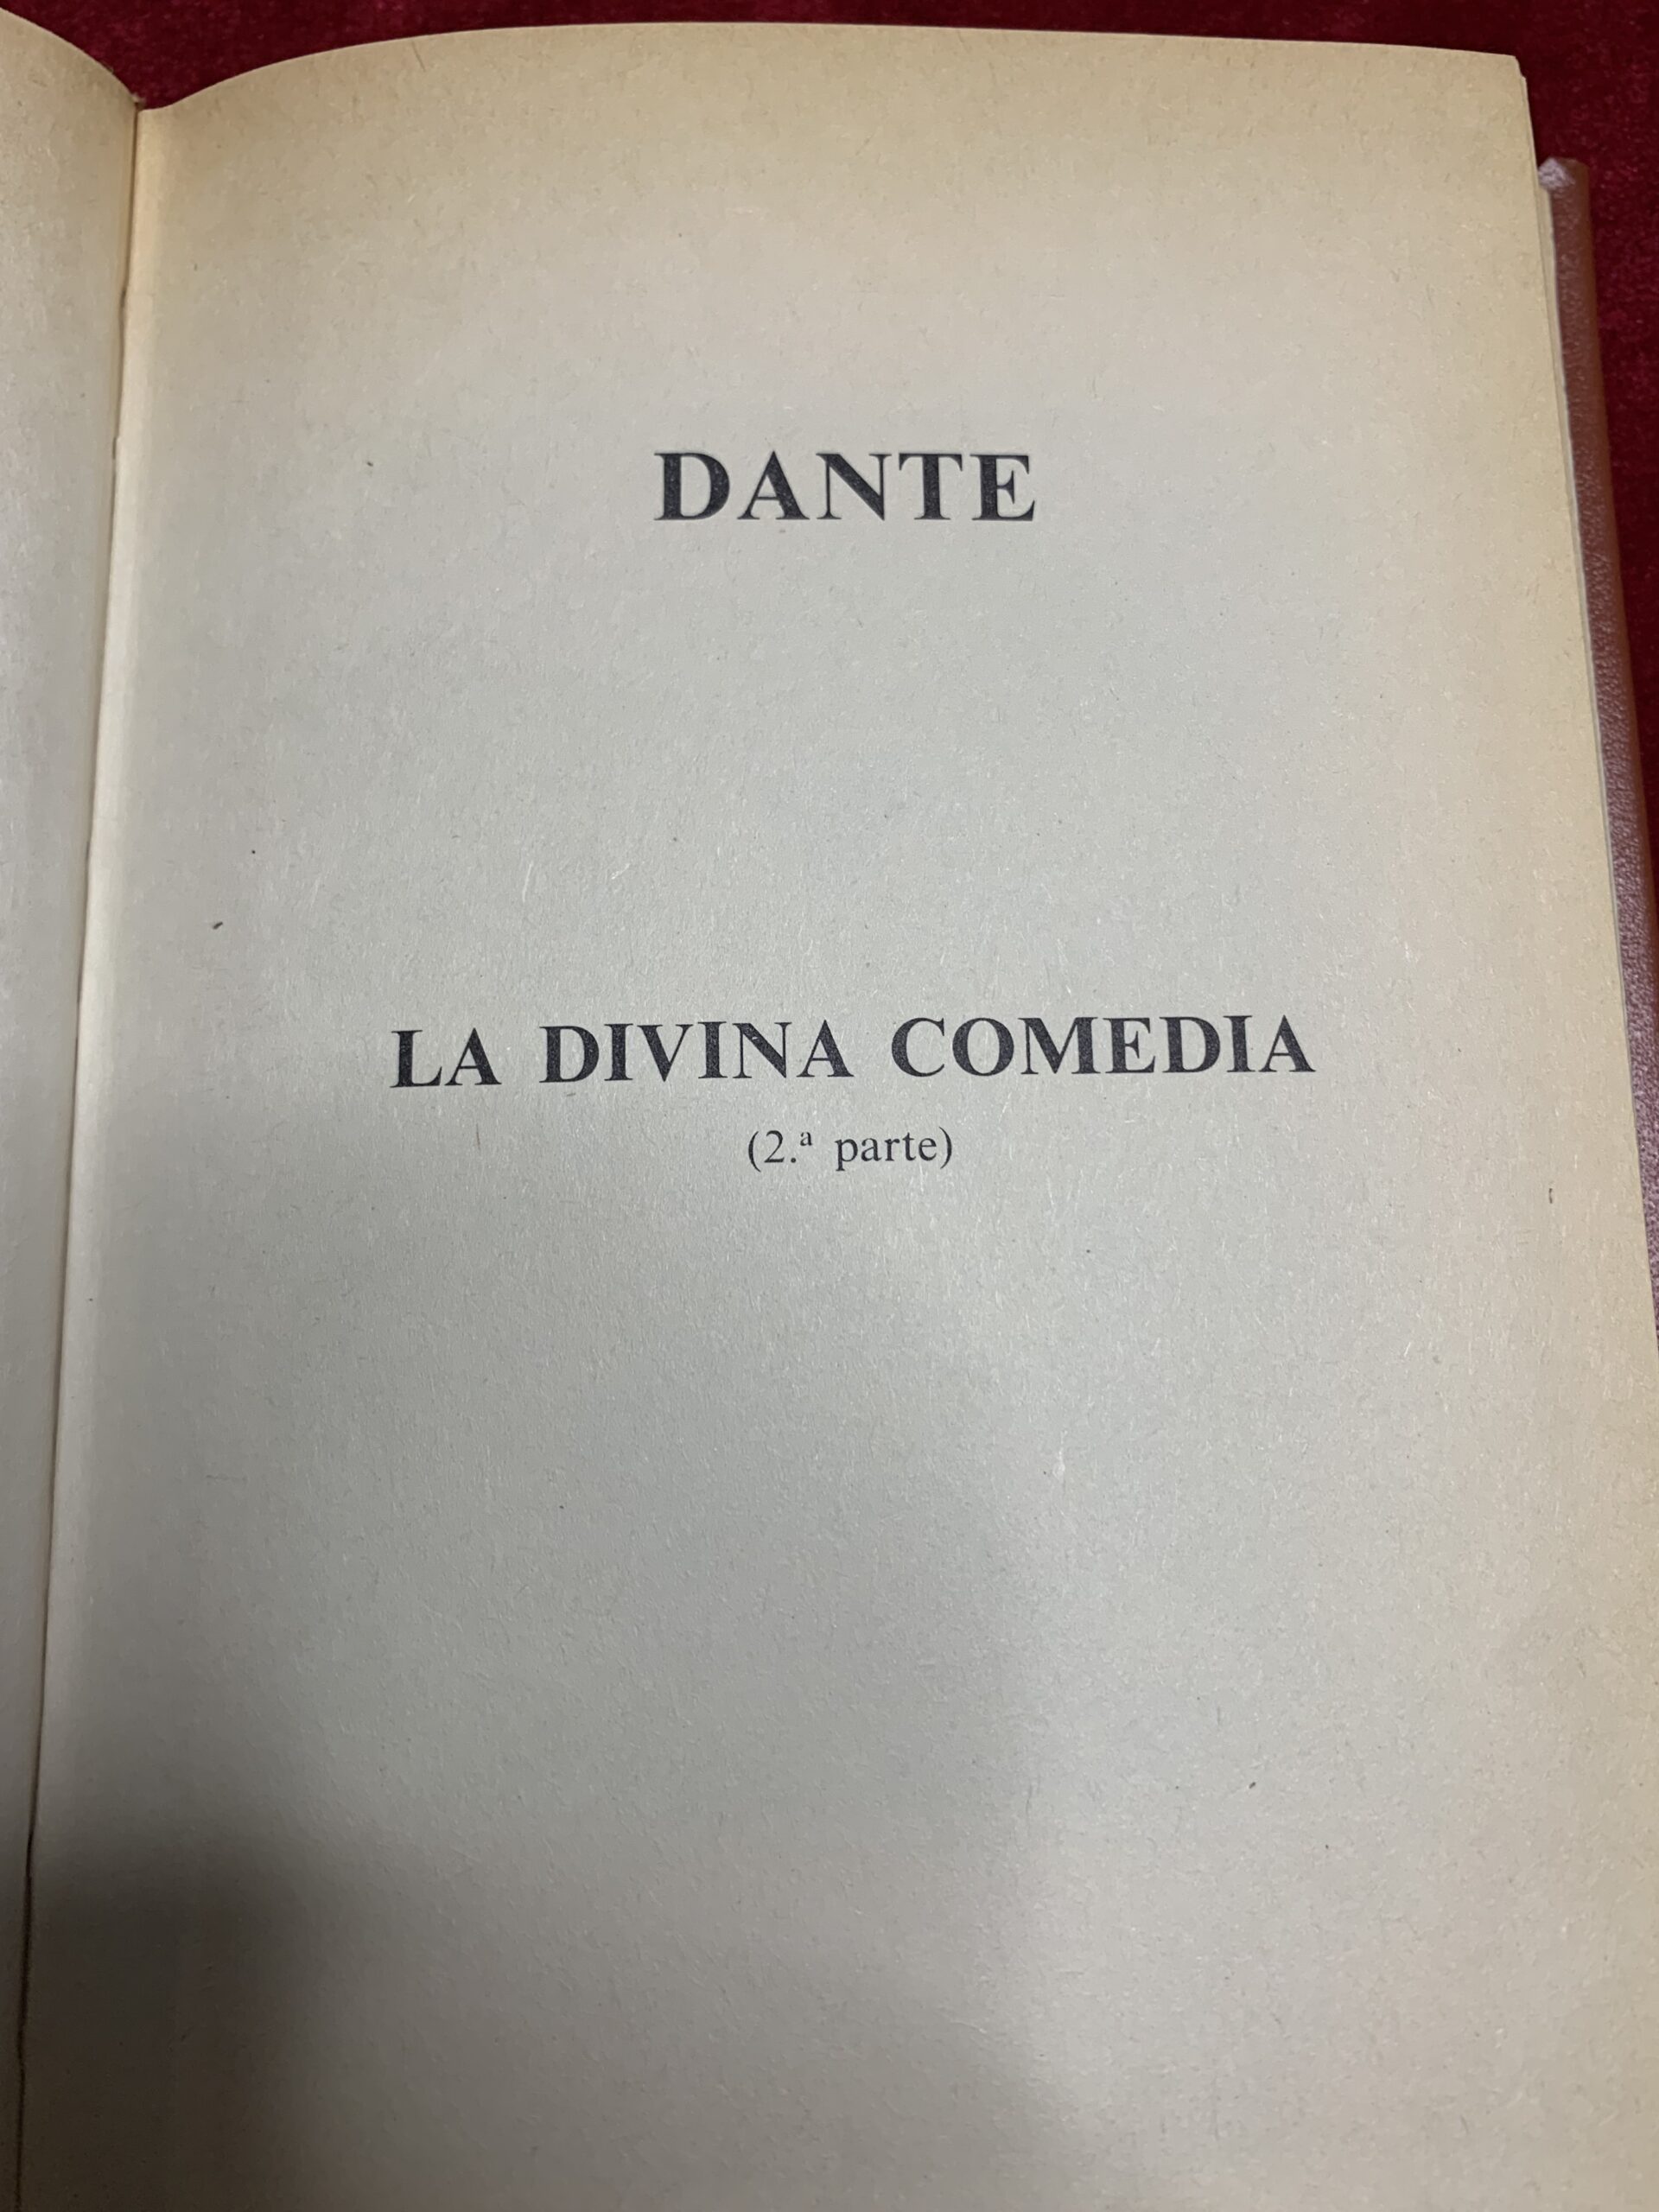 DANTE
LA DIVINA COMEDIA
(2.ª parte)